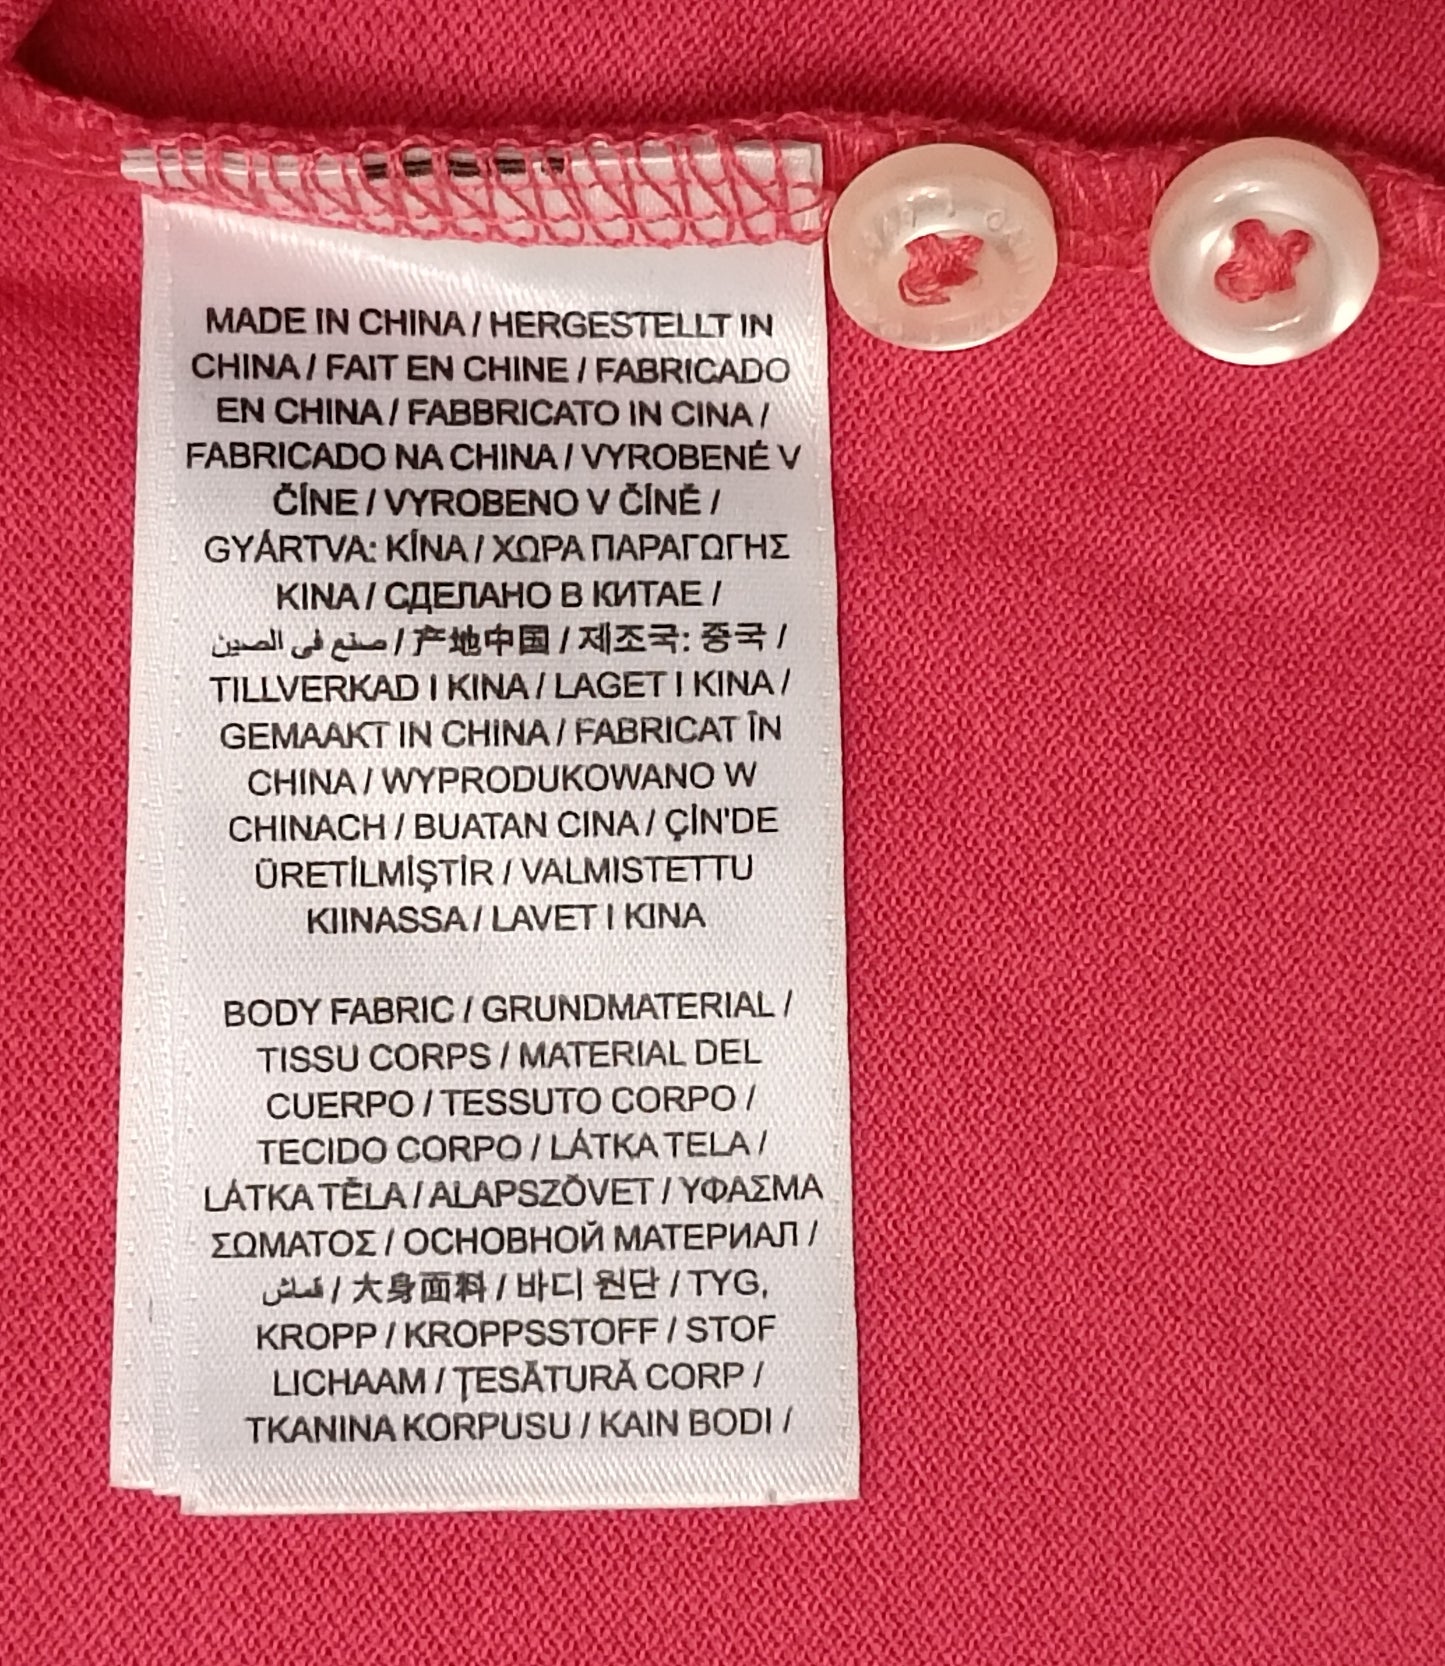 MADE IN CHINA / HERGESTELLT IN
CHINA / FAIT EN CHINE / FABRICADO
EN CHINA / FABBRICATO IN CINA /
FABRICADO NA CHINA / VYROBENÉ V
ČÍNE / VYROBENO V ČÍNĚ /
GYÁRTVA: KÍNA / ΧΩΡΑ ΠΑΡΑΓΩΓΗΣ
KINA / СДЕЛАНО В КИТАЕ /
صنع في الصين / 产地中国 / 제조국: 중국 /
TILLVERKAD I KINA / LAGET I KINA /
GEMAAKT IN CHINA / FABRICAT ÎN
CHINA / WYPRODUKOWANO W
CHINACH / BUATAN CINA / ÇİN'DE
ÜRETİLMİŞTİR / VALMISTETTU
KIINASSA / LAVET I KINA
BODY FABRIC / GRUNDMATERIAL /
TISSU CORPS / MATERIAL DEL
CUERPO / TESSUTO CORPO /
TECIDO CORPO / LÁTKA TELA /
LÁTKA TĚLA / ALAPSZÖVET / ΥΦΑΣΜΑ
ΣΩΜΑΤΟΣ / ОСНОВНОЙ МАТЕРИАЛ /
قماش / 大身面料 / 바디 원단 / TYG,
KROPP / KROPPSSTOFF / STOF
LICHAAM / ȚESĂTURĂ CORP /
TKANINA KORPUSU / KAIN BODI /